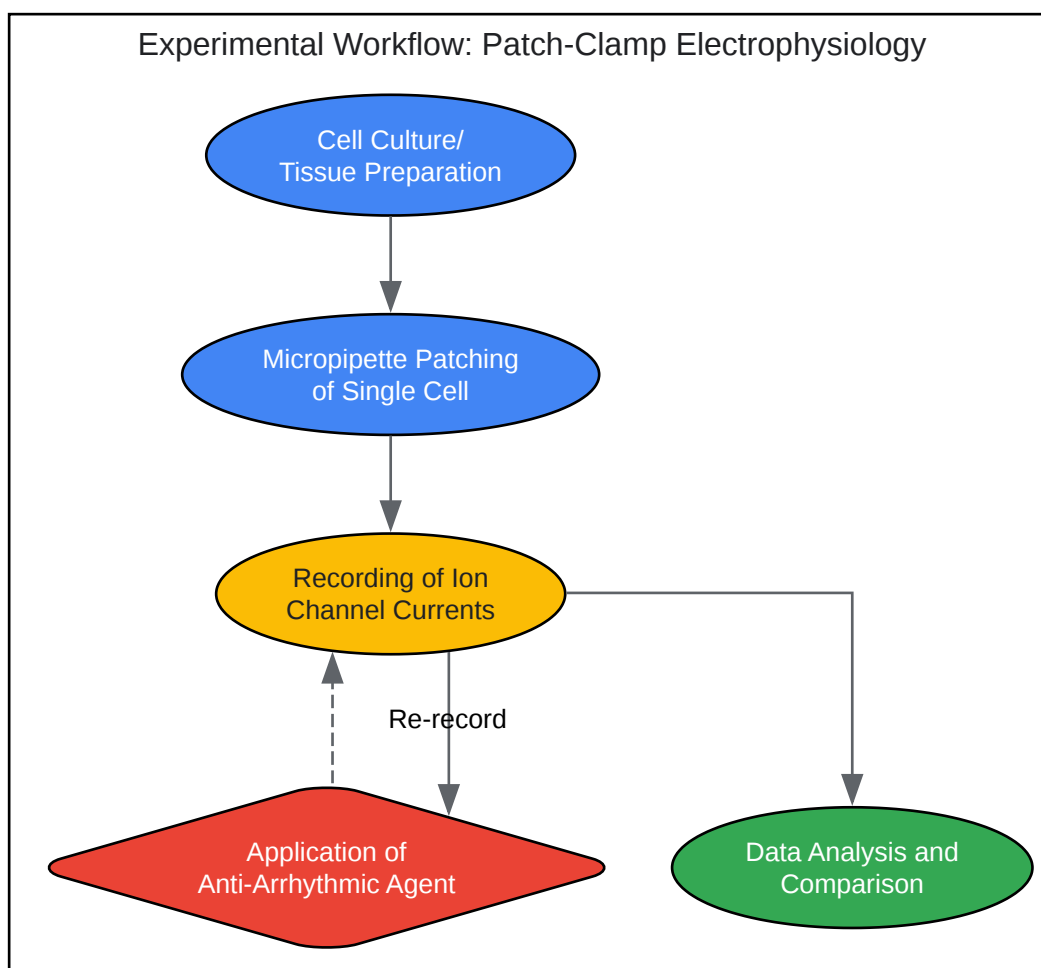 Experimental Workflow: Patch-Clamp Electrophysiology
Cell Culture/
Tissue Preparation
Micropipette Patching
of Single Cell
Recording of Ion
Channel Currents
Re-record
Application of
Anti-Arrhythmic Agent
Data Analysis and
Comparison